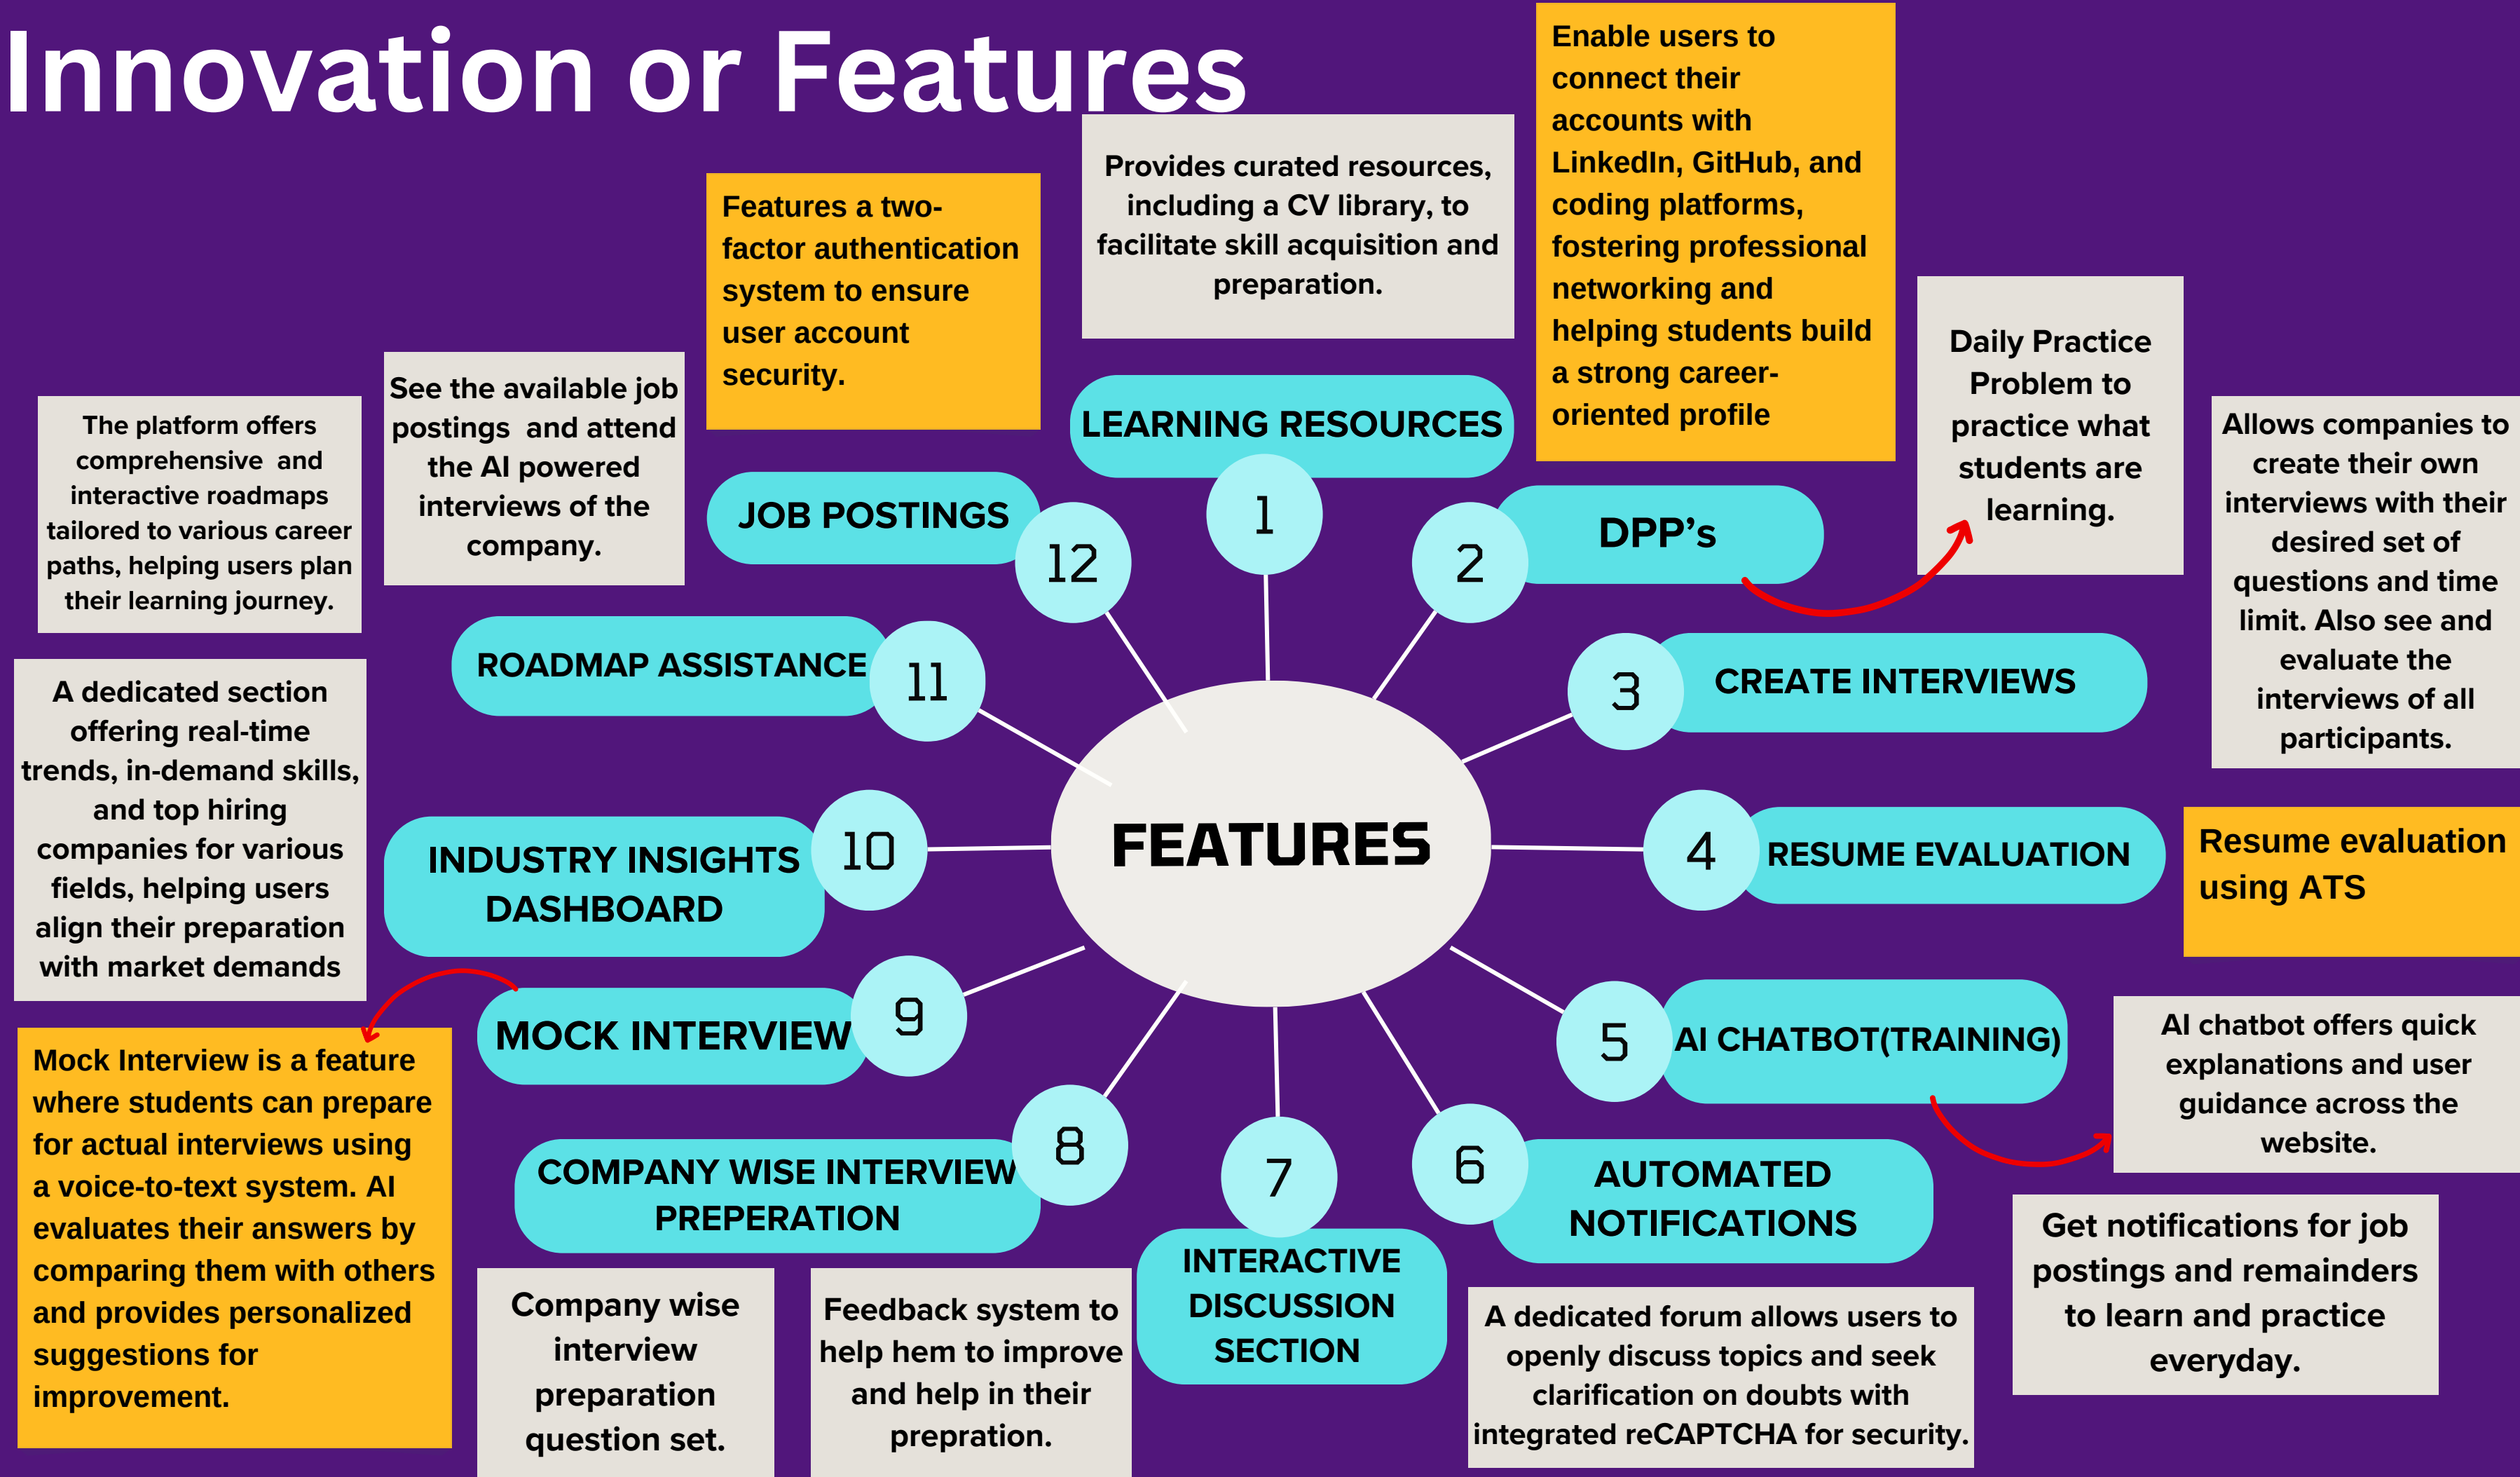 Innovation or Features
Enable users to
connect their
accounts with
LinkedIn, GitHub, and
coding platforms,
fostering professional
networking and
helping students build
a strong career-
oriented profile
Provides curated resources,
including a CV library, to
facilitate skill acquisition and
preparation.
Features a two-
factor authentication
system to ensure
user account
security.
Daily Practice
Problem to
practice what
students are
learning.
See the available job
postings and attend
the AI powered
interviews of the
company.
The platform offers
comprehensive and
interactive roadmaps
tailored to various career
paths, helping users plan
their learning journey.
Allows companies to
create their own
interviews with their
desired set of
questions and time
limit. Also see and
evaluate the
interviews of all
participants.
LEARNING RESOURCES
1
JOB POSTINGS
12
2
DPP's
ROADMAP ASSISTANCE
11
3
CREATE INTERVIEWS
A dedicated section
offering real-time
trends, in-demand skills,
and top hiring
companies for various
fields, helping users
align their preparation
with market demands
INDUSTRY INSIGHTS
DASHBOARD
10
FEATURES
4
RESUME EVALUATION
Resume evaluation
using ATS
MOCK INTERVIEW
9
5
AI CHATBOT(TRAINING)
AI chatbot offers quick
explanations and user
guidance across the
website.
Mock Interview is a feature
where students can prepare
for actual interviews using
a voice-to-text system. AI
evaluates their answers by
comparing them with others
and provides personalized
suggestions for
improvement.
COMPANY WISE INTERVIEW
PREPERATION
8
7
INTERACTIVE
DISCUSSION
SECTION
6
AUTOMATED
NOTIFICATIONS
Get notifications for job
postings and remainders
to learn and practice
everyday.
Company wise
interview
preparation
question set.
Feedback system to
help hem to improve
and help in their
prepration.
A dedicated forum allows users to
openly discuss topics and seek
clarification on doubts with
integrated reCAPTCHA for security.